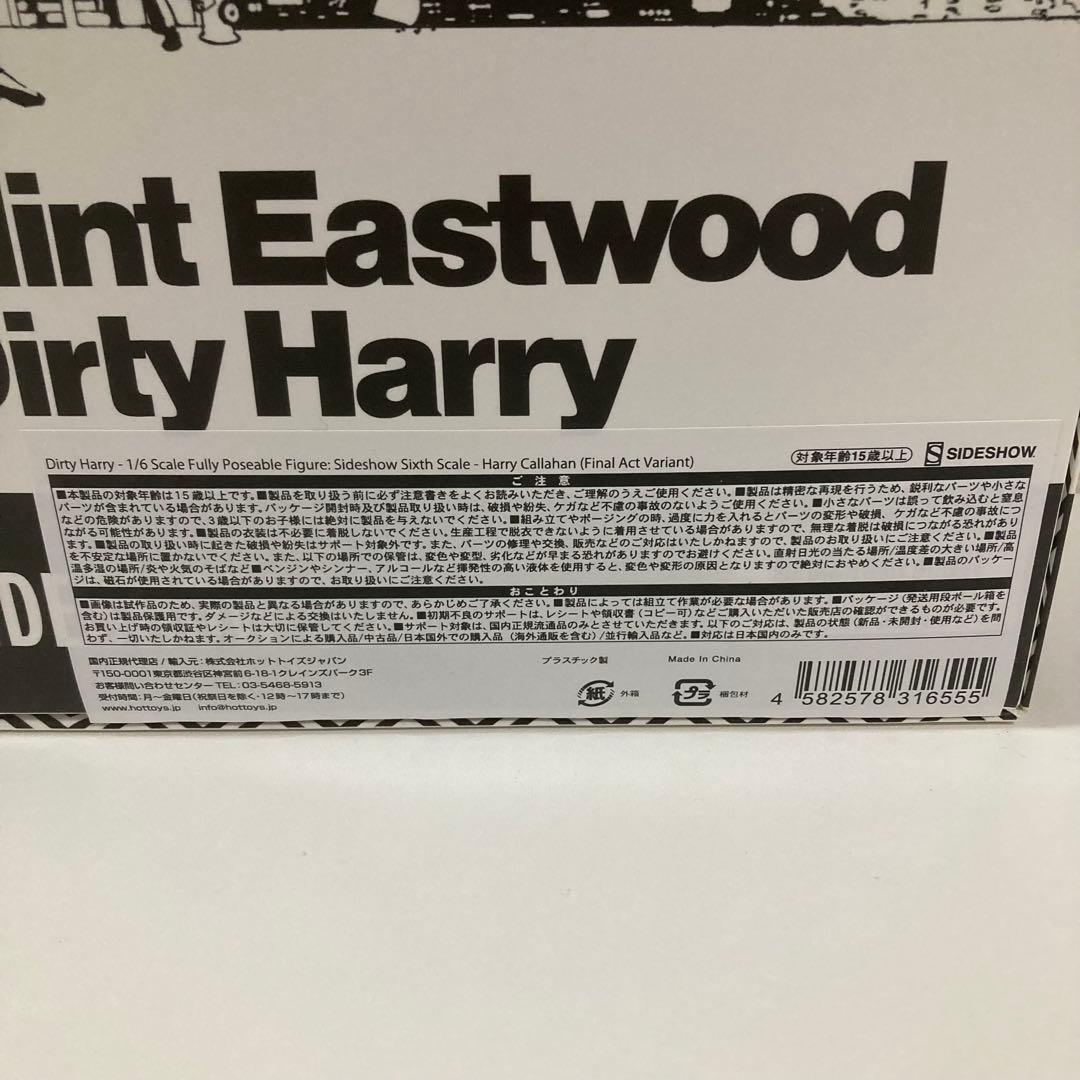 lint Eastwood
Dirty Harry
Dirty Harry - 1/6 Scale Fully Poseable Figure: Sideshow Sixth Scale - Harry Callahan (Final Act Variant) 対象年齢15歳以上 SIDESHOW
ご 注 意
■本製品の対象年齢は15歳以上です。■製品を取り扱う前に必ず注意書きをよくお読みいただき、ご理解のうえご使用ください。■製品は精密な再現を行うため、鋭利なパーツや小さな
パーツが含まれている場合があります。パッケージ開封時及び製品取り扱い時は、破損や紛失、ケガなど不慮の事故のないようご使用ください。■小さなパーツは誤って飲み込むと窒息
などの危険がありますので、3歳以下のお子様には絶対に製品を与えないでください。■組み立てやポージングの時、過度に力を入れるとパーツの変形や破損、ケガなど不慮の事故につ
ながる可能性があります。■製品の衣装は不必要に着脱しないでください。生産工程で脱衣できないように着用させている場合がありますので、無理な着脱は破損につながる恐れがあり
ます。■製品の取り扱い時に起きた破損や紛失はサポート対象外です。また、パーツの修理や交換、販売などのご対応はいたしかねますので、製品のお取り扱いにご注意ください。■製品
を不安定な場所に置かないでください。また、以下の場所での保管は、変色や変型、劣化などが早まる恐れがありますのでお避けください。直射日光の当たる場所/温度差の大きい場所/高
温多湿の場所/炎や火気のそばなど■ベンジンやシンナー、アルコールなど揮発性の高い液体を使用すると、変色や変形の原因となりますので絶対におやめください。■製品のパッケー
ジは、磁石が使用されている場合がありますので、お取り扱いにご注意ください。
おことわり
■画像は試作品のため、実際の製品と異なる場合がありますので、あらかじめご了承ください。■製品によっては組立て作業が必要な場合があります。■パッケージ(発送用段ボール箱を
含む)は製品保護用です。ダメージなどによる交換はいたしません。■初期不良のサポートは、レシートや領収書(コピー可)などご購入いただいた販売店の確認ができるものが必要です。
お買い上げ時の領収証やレシートは大切に保管してください。■サポート対象は、国内正規流通品のみとさせていただきます。以下のご対応は、製品の状態(新品・未開封・使用など)を問
わず、一切いたしかねます。オークションによる購入品/中古品/日本国外での購入品(海外通販を含む)/並行輸入品など。■対応は日本国内のみです。
国内正規代理店/輸入元:株式会社ホットトイズジャパン
〒150-0001東京都渋谷区神宮前6-18-1クレインズパーク3F
お客様問い合わせセンター TEL:03-5468-5913
受付時間:月~金曜日(祝祭日を除く・12時~17時まで)
www.hottoys.jp info@hottoys.jp
プラスチック製 Made In China
紙 外箱 プラ 梱包材
4 582578 316555